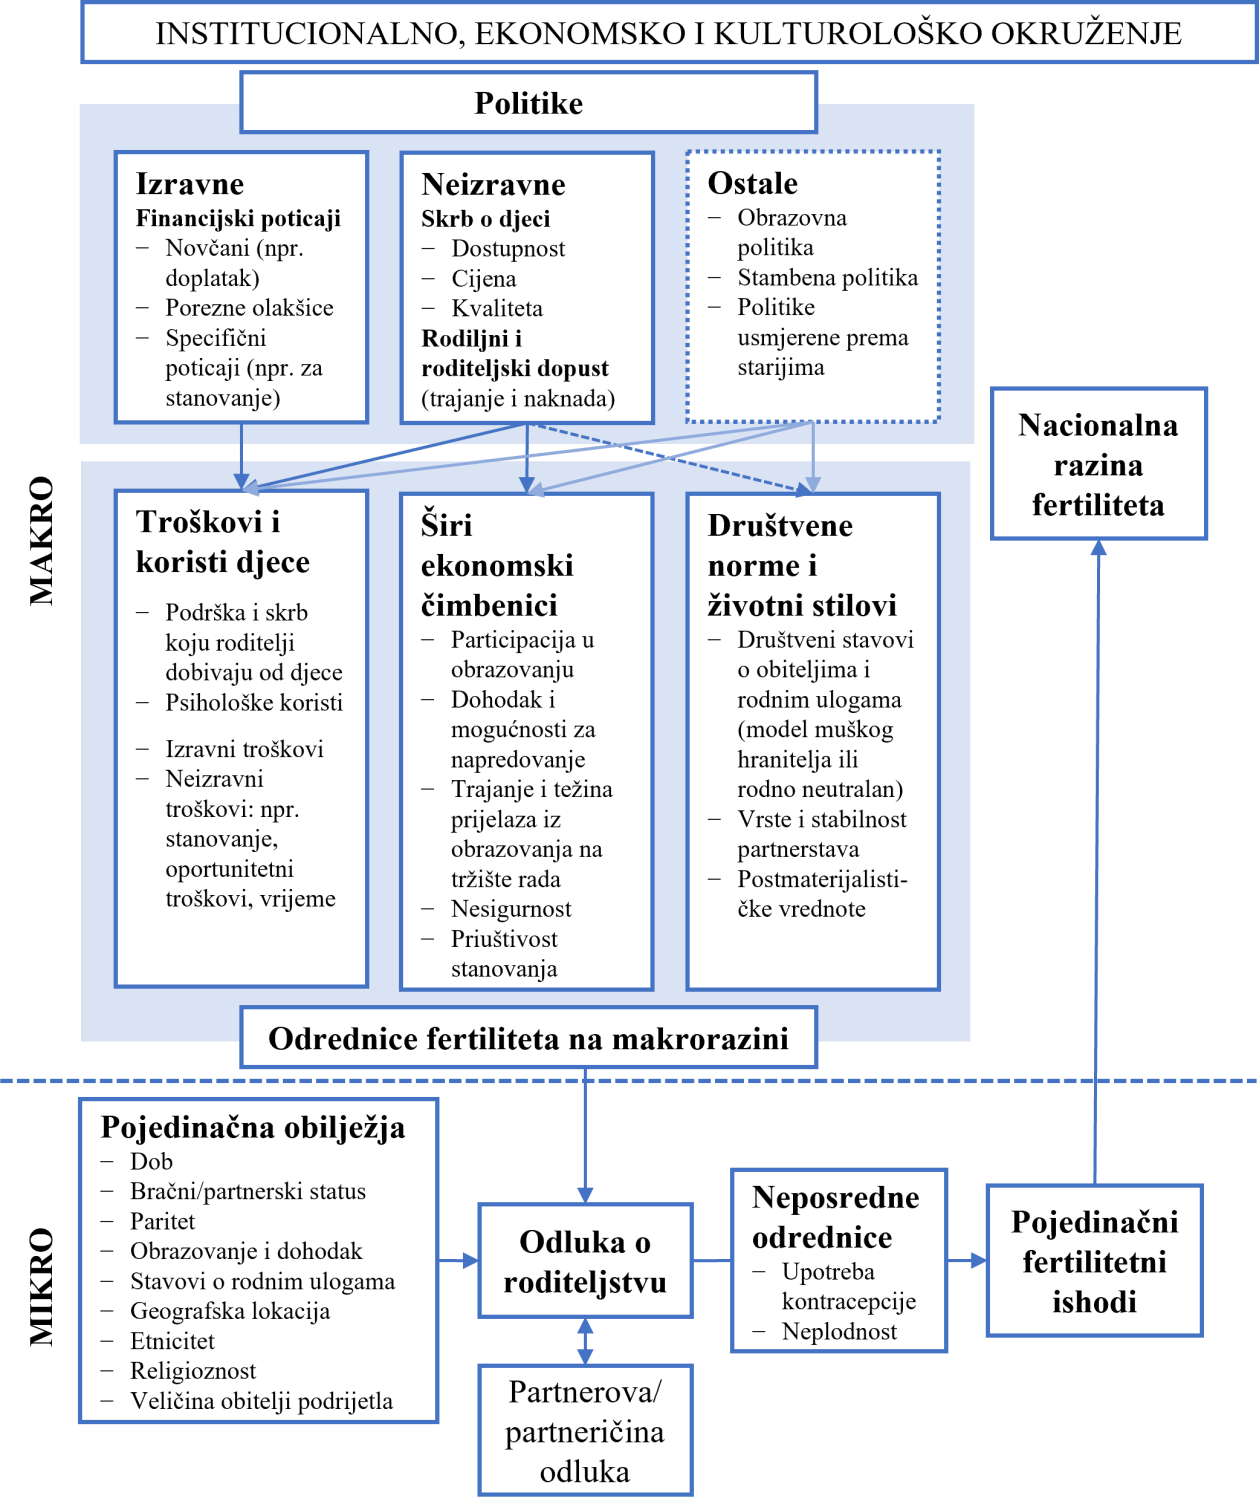 INSTITUCIONALNO, EKONOMSKO I KULTUROLOŠKO OKRUŽENJE
Politike
Izravne
Financijski poticaji
− Novčani (npr.
doplatak)
− Porezne olakšice
− Specifični
poticaji (npr. za
stanovanje)
Neizravne
Skrb o djeci
− Dostupnost
− Cijena
− Kvaliteta
Rodiljni i
roditeljski dopust
(trajanje i naknada)
Ostale
− Obrazovna
politika
− Stambena politika
− Politike
usmjerene prema
starijima
Nacionalna
razina
fertiliteta
MAKRO
Troškovi i
koristi djece
− Podrška i skrb
koju roditelji
dobivaju od djece
− Psihološke koristi
− Izravni troškovi
− Neizravni
troškovi: npr.
stanovanje,
oportunitetni
troškovi, vrijeme
Širi
ekonomski
čimbenici
− Participacija u
obrazovanju
− Dohodak i
mogućnosti za
napredovanje
− Trajanje i težina
prijelaza iz
obrazovanja na
tržište rada
− Nesigurnost
− Priuštivost
stanovanja
Društvene
norme i
životni stilovi
− Društveni stavovi
o obiteljima i
rodnim ulogama
(model muškog
hranitelja ili
rodno neutralan)
− Vrste i stabilnost
partnerstava
− Postmaterijalisti-
čke vrednote
Odrednice fertiliteta na makrorazini
MIKRO
Pojedinačna obilježja
− Dob
− Bračni/partnerski status
− Paritet
− Obrazovanje i dohodak
− Stavovi o rodnim ulogama
− Geografska lokacija
− Etnicitet
− Religioznost
− Veličina obitelji podrijetla
Odluka o
roditeljstvu
Partnerova/
partneričina
odluka
Neposredne
odrednice
− Upotreba
kontracepcije
− Neplodnost
Pojedinačni
fertilitetni
ishodi